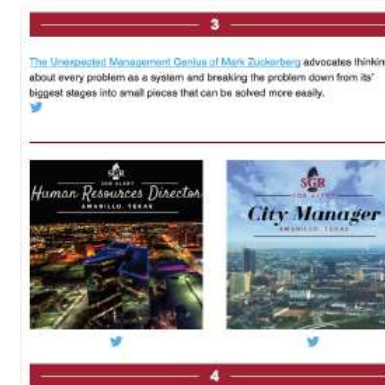 3
The Unexpected Management Genius of Mark Zuckerberg advocates thinkin
about every problem as a system and breaking the problem down from its'
biggest stages into small pieces that can be solved more easily.
SGR
JOB ALERT
Human Resources Director
AMARILLO, TEXAS
SGR
JOB ALERT
City Manager
AMARILLO, TEXAS
4